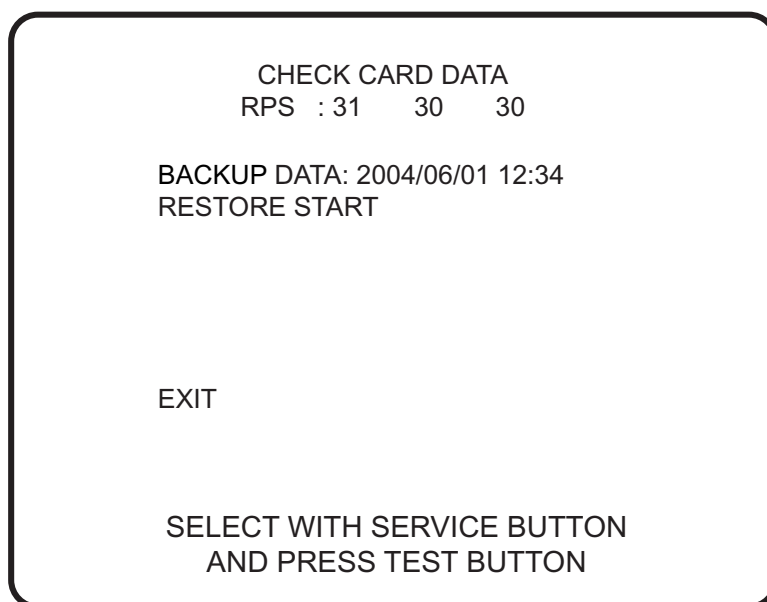 CHECK CARD DATA
RPS : 31 30 30
BACKUP DATA: 2004/06/01 12:34
RESTORE START
EXIT
SELECT WITH SERVICE BUTTON
AND PRESS TEST BUTTON